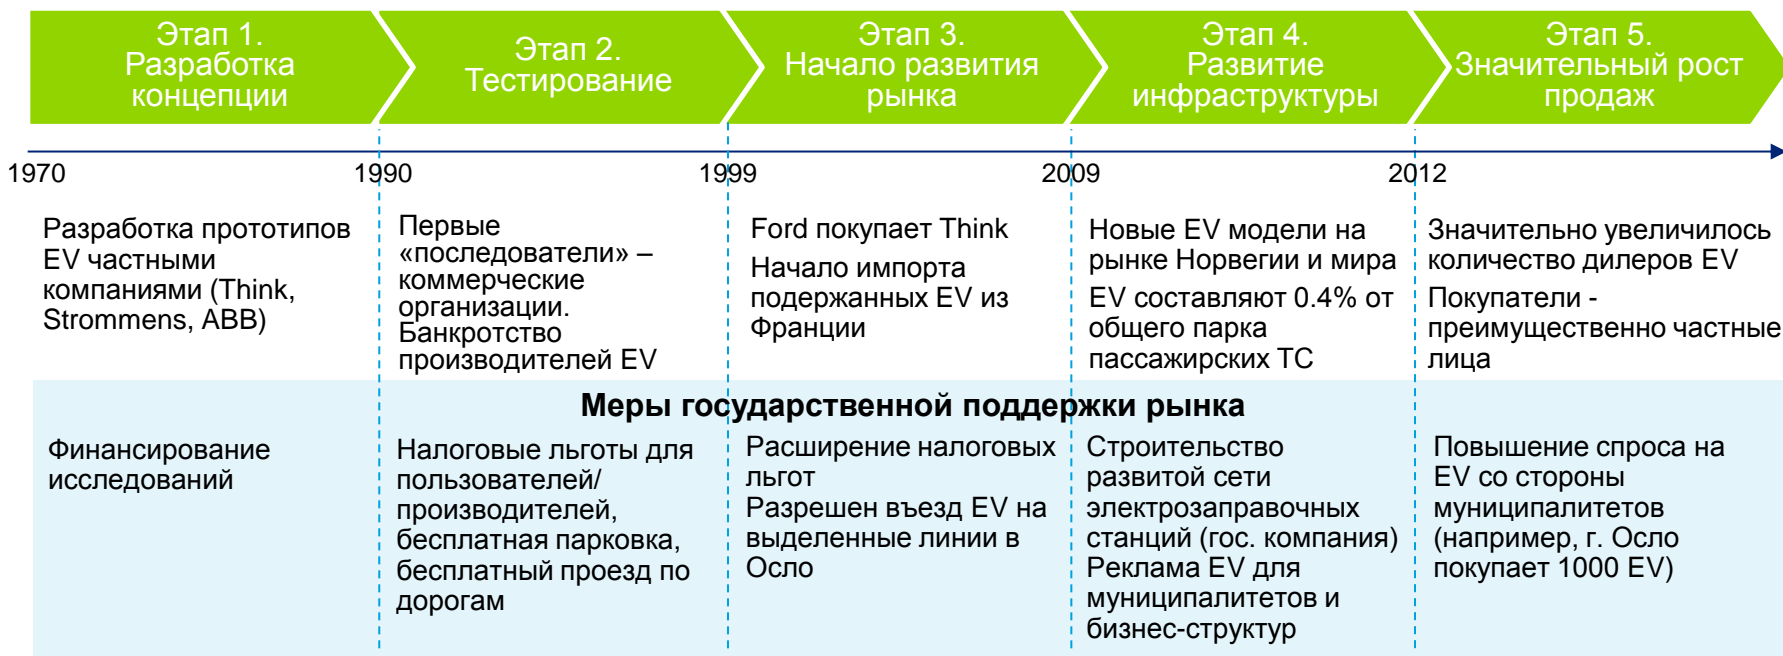 Этап 1.
Разработка
концепции
Этап 2.
Тестирование
Этап 3.
Начало развития
рынка
Этап 4.
Развитие
инфраструктуры
Этап 5.
Значительный рост
продаж
1970
1990
1999
2009
2012
Разработка прототипов
EV частными
компаниями (Think,
Strommens, ABB)
Первые
«последователи» –
коммерческие
организации.
Банкротство
производителей EV
Ford покупает Think
Начало импорта
подержанных EV из
Франции
Новые EV модели на
рынке Норвегии и мира
EV составляют 0.4% от
общего парка
пассажирских ТС
Значительно увеличилось
количество дилеров EV
Покупатели -
преимущественно частные
лица
Меры государственной поддержки рынка
Финансирование
исследований
Налоговые льготы для
пользователей/
производителей,
бесплатная парковка,
бесплатный проезд по
дорогам
Расширение налоговых
льгот
Разрешен въезд EV на
выделенные линии в
Осло
Строительство
развитой сети
электрозаправочных
станций (гос. компания)
Реклама EV для
муниципалитетов и
бизнес-структур
Повышение спроса на
EV со стороны
муниципалитетов
(например, г. Осло
покупает 1000 EV)